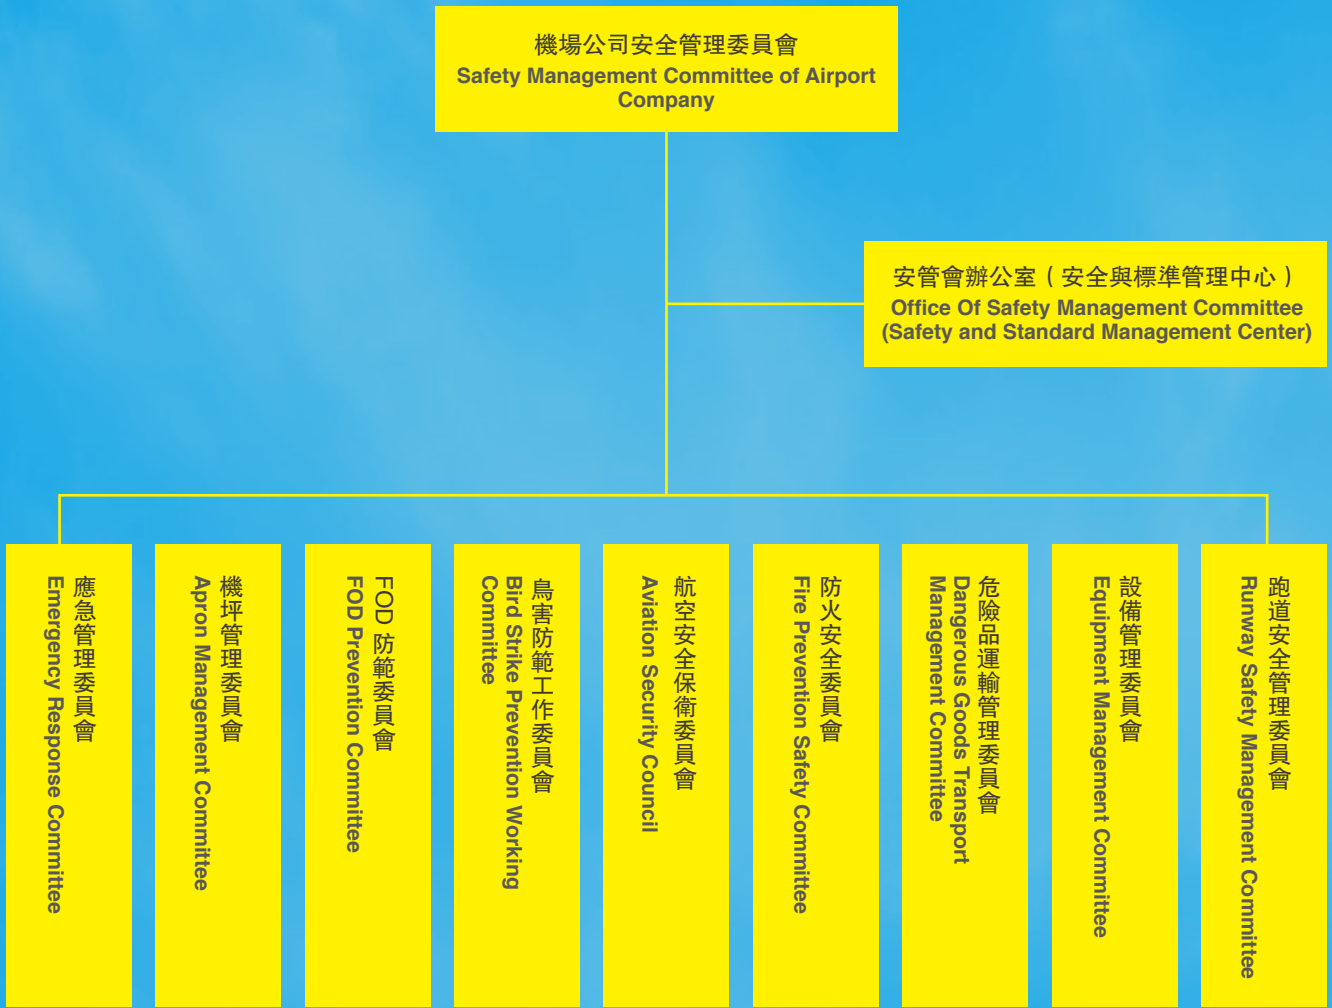 機場公司安全管理委員會
Safety Management Committee of Airport
Company
安管會辦公室（安全與標準管理中心）
Office Of Safety Management Committee
(Safety and Standard Management Center)
應急管理委員會
Emergency Response Committee
機坪管理委員會
Apron Management Committee
FOD 防範委員會
FOD Prevention Committee
鳥害防範工作委員會
Bird Strike Prevention Working
Committee
航空安全保衛委員會
Aviation Security Council
防火安全委員會
Fire Prevention Safety Committee
危險品運輸管理委員會
Dangerous Goods Transport
Management Committee
設備管理委員會
Equipment Management Committee
跑道安全管理委員會
Runway Safety Management Committee